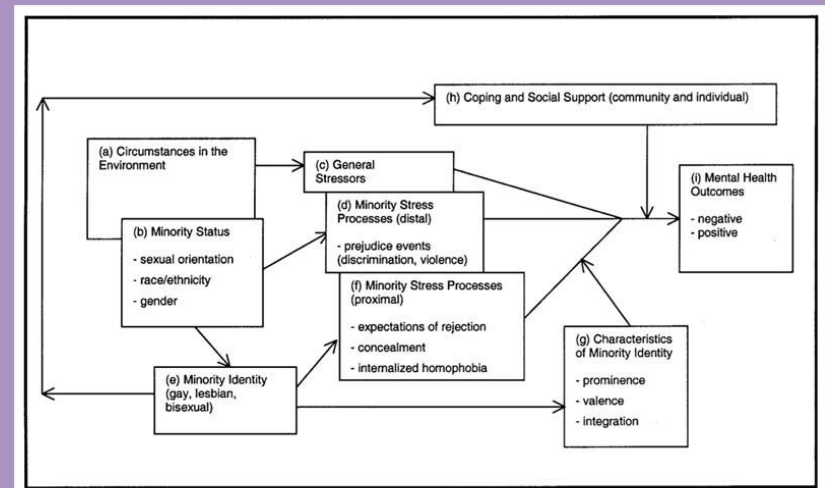 (h) Coping and Social Support (community and individual)
(a) Circumstances in the
Environment
(c) General
Stressors
(i) Mental Health
Outcomes
- negative
- positive
(d) Minority Stress
Processes (distal)
- prejudice events
(discrimination, violence)
(b) Minority Status
- sexual orientation
- race/ethnicity
- gender
(f) Minority Stress Processes
(proximal)
- expectations of rejection
- concealment
- internalized homophobia
(g) Characteristics
of Minority Identity
- prominence
- valence
- integration
(e) Minority Identity
(gay, lesbian,
bisexual)